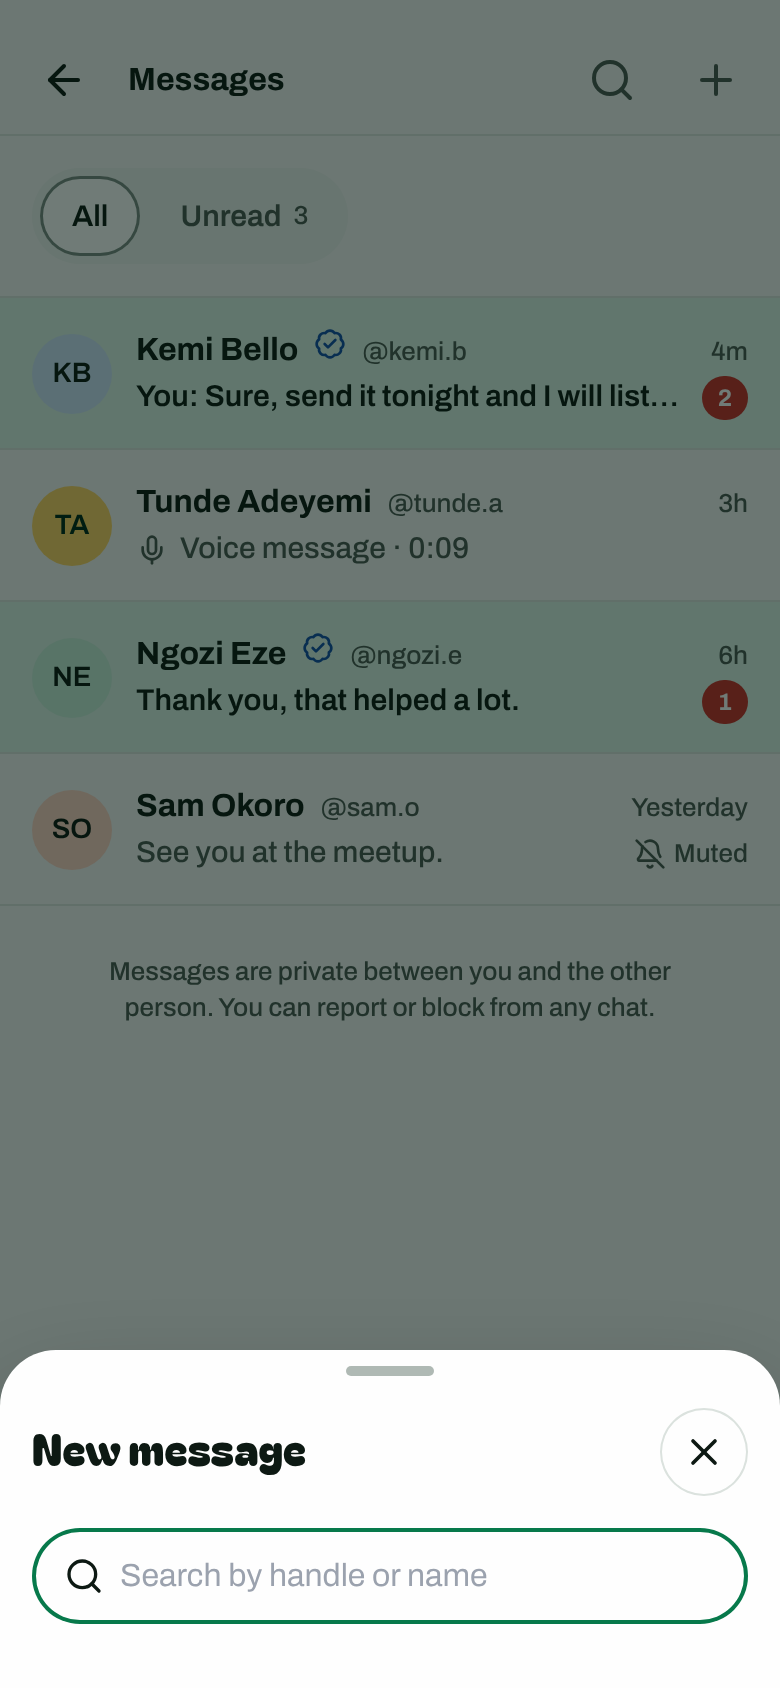 Messages
All
Unread 3
KB
Kemi Bello @kemi.b 4m
You: Sure, send it tonight and I will list… 2
TA
Tunde Adeyemi @tunde.a 3h
Voice message · 0:09
NE
Ngozi Eze @ngozi.e 6h
Thank you, that helped a lot. 1
SO
Sam Okoro @sam.o Yesterday
See you at the meetup. Muted
Messages are private between you and the other
person. You can report or block from any chat.
New message
Search by handle or name